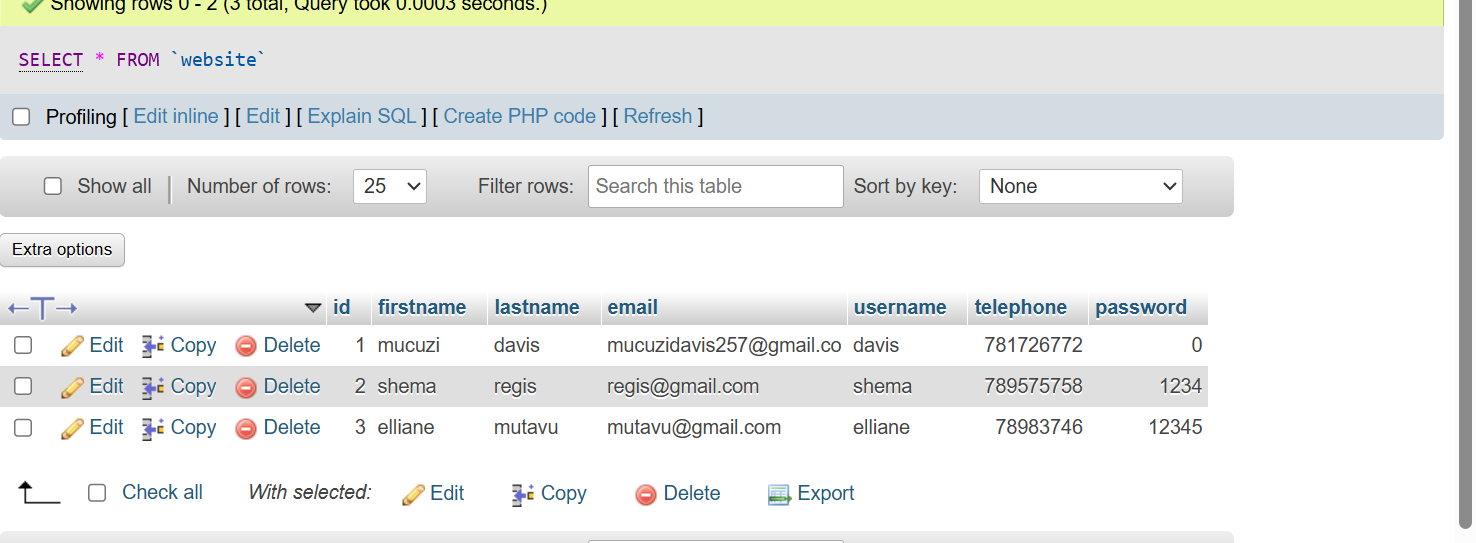 Showing rows 0 - 2 (3 total, Query took 0.0003 seconds.)
SELECT * FROM `website`
Profiling [ Edit inline ] [ Edit ] [ Explain SQL ] [ Create PHP code ] [ Refresh ]
Show all | Number of rows: 25 Filter rows: Search this table Sort by key: None
Extra options
←T→ id firstname lastname email username telephone password
Edit Copy Delete 1 mucuzi davis mucuzidavis257@gmail.co davis 781726772 0
Edit Copy Delete 2 shema regis regis@gmail.com shema 789575758 1234
Edit Copy Delete 3 elliane mutavu mutavu@gmail.com elliane 78983746 12345
Check all With selected: Edit Copy Delete Export